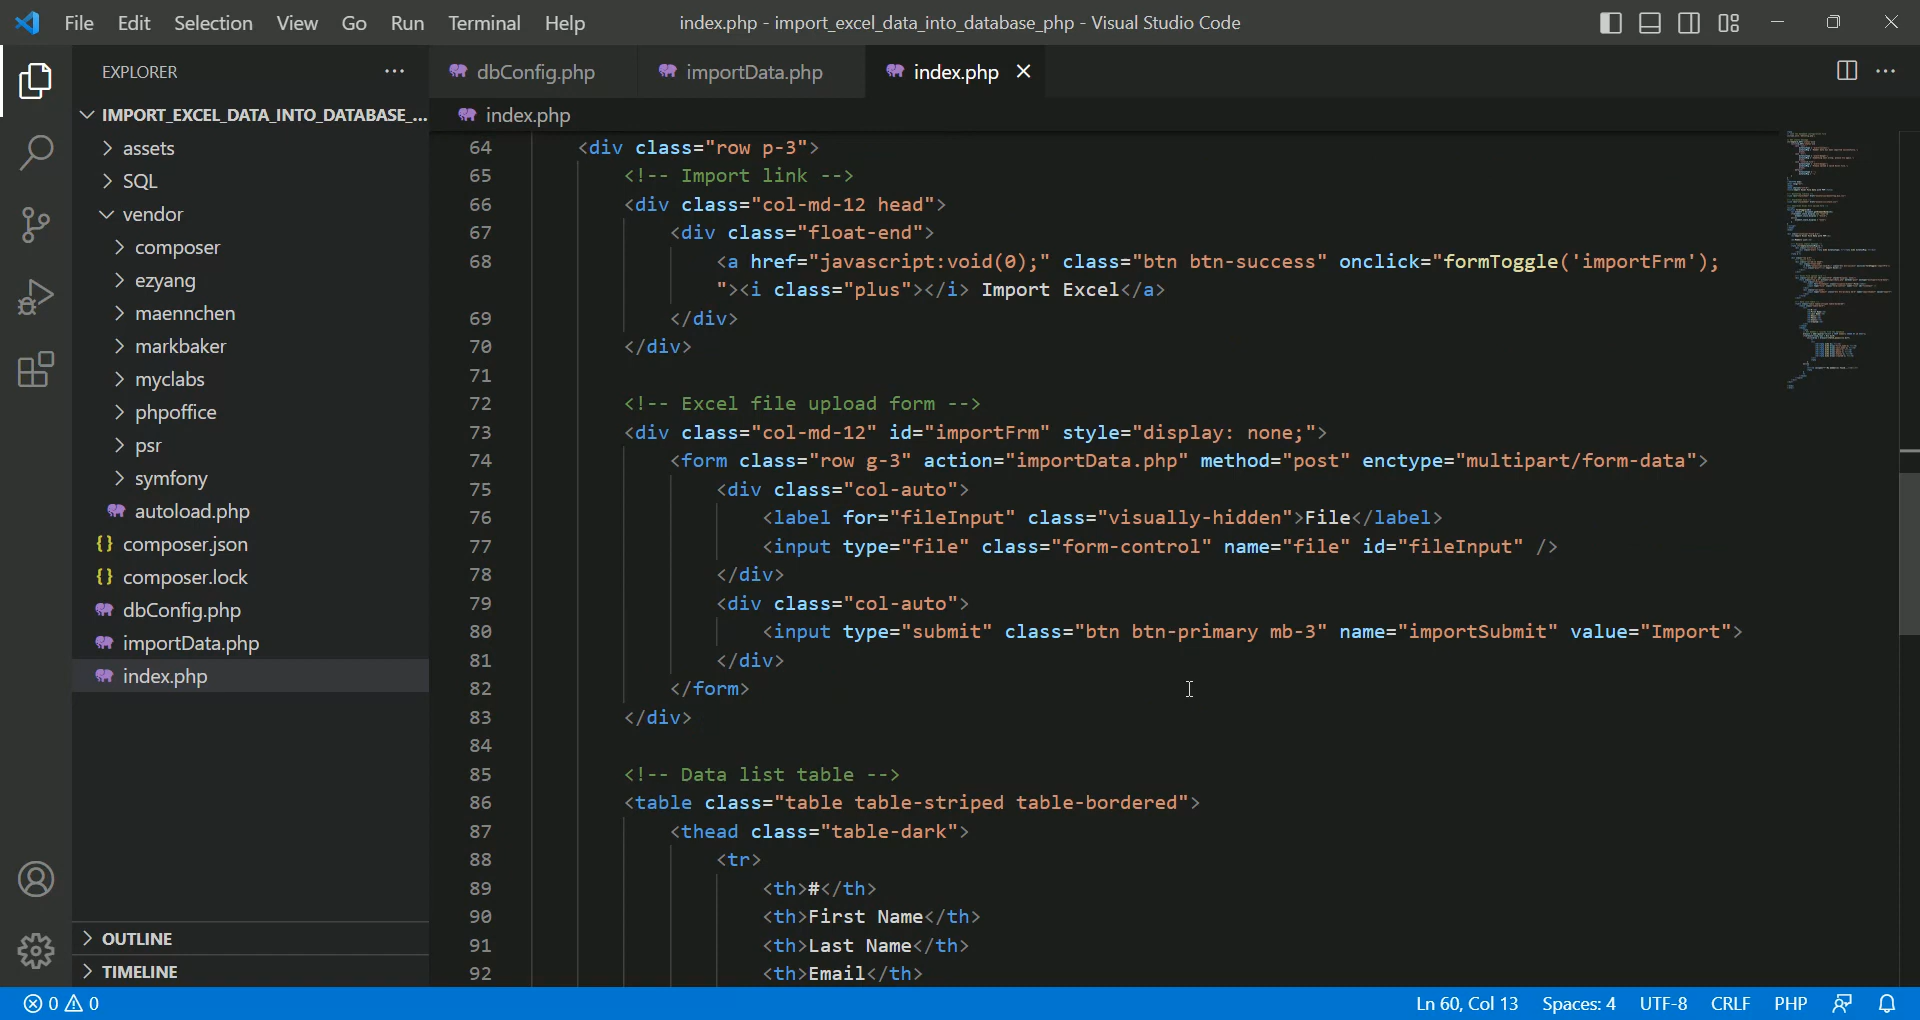 File Edit Selection View Go Run Terminal Help index.php - import_excel_data_into_database_php - Visual Studio Code
EXPLORER
IMPORT_EXCEL_DATA_INTO_DATABASE_...
assets
SQL
vendor
composer
ezyang
maennchen
markbaker
myclabs
phpoffice
psr
symfony
autoload.php
composer.json
composer.lock
dbConfig.php
importData.php
index.php
OUTLINE
TIMELINE
dbConfig.php importData.php index.php
index.php
64 <div class="row p-3">
65 <!-- Import link -->
66 <div class="col-md-12 head">
67 <div class="float-end">
68 <a href="javascript:void(0);" class="btn btn-success" onclick="formToggle('importFrm');
"><i class="plus"></i> Import Excel</a>
69 </div>
70 </div>
71
72 <!-- Excel file upload form -->
73 <div class="col-md-12" id="importFrm" style="display: none;">
74 <form class="row g-3" action="importData.php" method="post" enctype="multipart/form-data">
75 <div class="col-auto">
76 <label for="fileInput" class="visually-hidden">File</label>
77 <input type="file" class="form-control" name="file" id="fileInput" />
78 </div>
79 <div class="col-auto">
80 <input type="submit" class="btn btn-primary mb-3" name="importSubmit" value="Import">
81 </div>
82 </form>
83 </div>
84
85 <!-- Data list table -->
86 <table class="table table-striped table-bordered">
87 <thead class="table-dark">
88 <tr>
89 <th>#</th>
90 <th>First Name</th>
91 <th>Last Name</th>
92 <th>Email</th>
0 0 Ln 60, Col 13 Spaces: 4 UTF-8 CRLF PHP